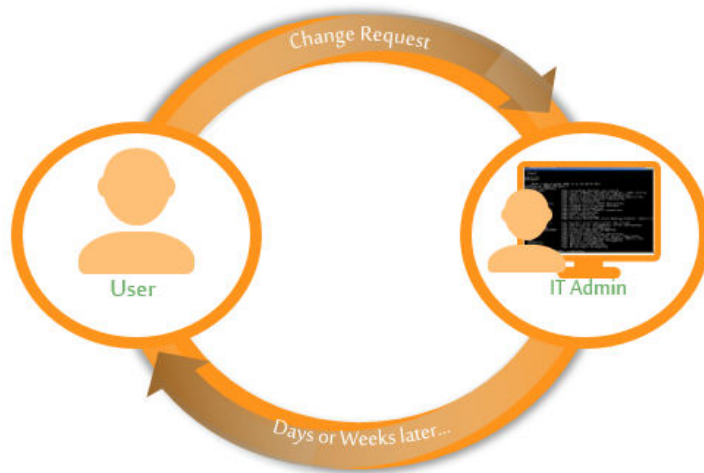 Change Request
User
IT Admin
Days or Weeks later...